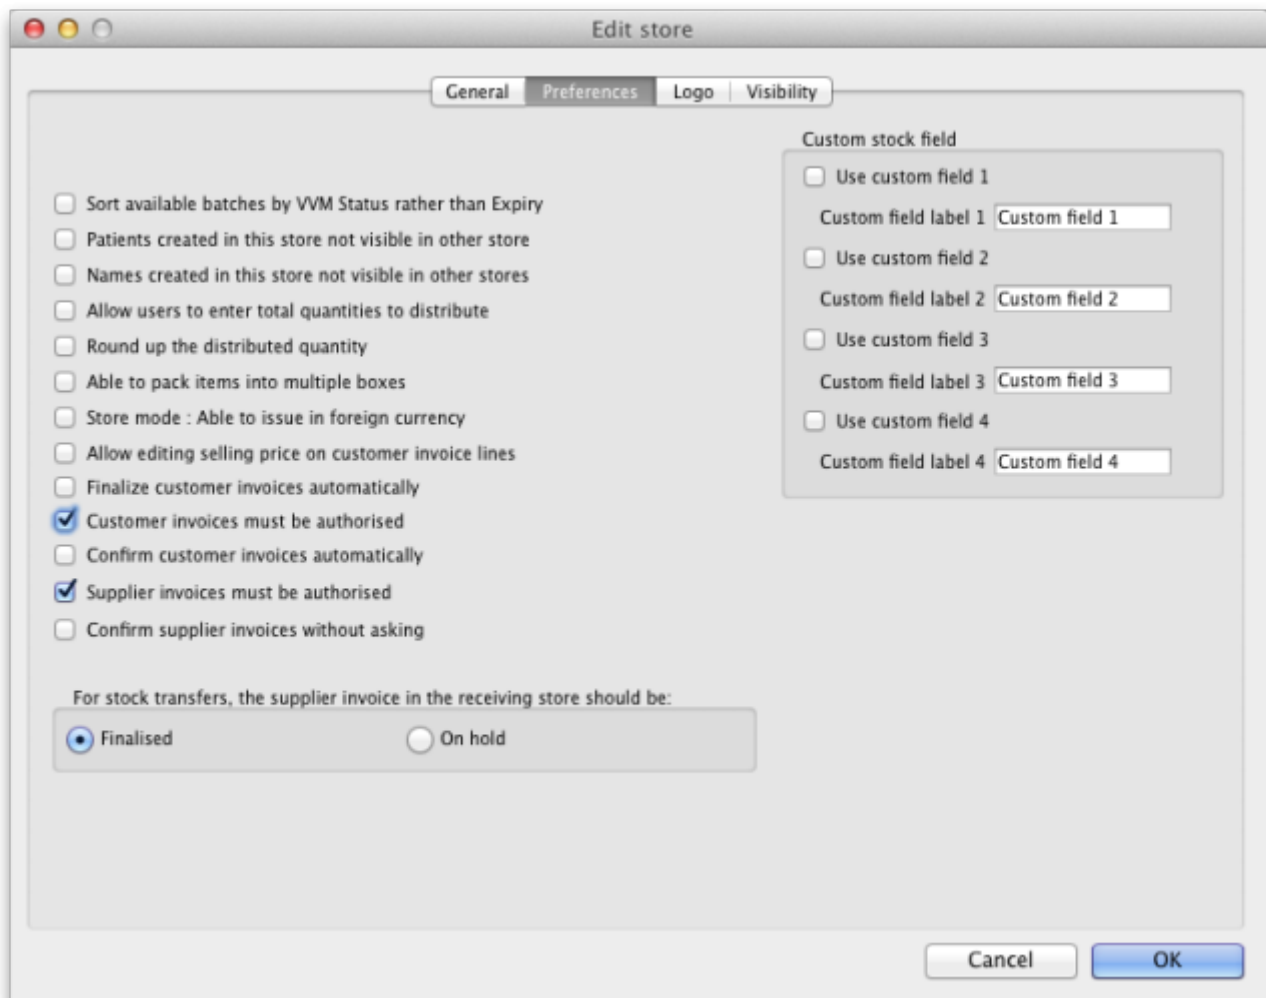 Edit store
General Preferences Logo Visibility
Sort available batches by VVM Status rather than Expiry
Patients created in this store not visible in other store
Names created in this store not visible in other stores
Allow users to enter total quantities to distribute
Round up the distributed quantity
Able to pack items into multiple boxes
Store mode : Able to issue in foreign currency
Allow editing selling price on customer invoice lines
Finalize customer invoices automatically
Customer invoices must be authorised
Confirm customer invoices automatically
Supplier invoices must be authorised
Confirm supplier invoices without asking
For stock transfers, the supplier invoice in the receiving store should be:
Finalised On hold
Custom stock field
Use custom field 1
Custom field label 1 Custom field 1
Use custom field 2
Custom field label 2 Custom field 2
Use custom field 3
Custom field label 3 Custom field 3
Use custom field 4
Custom field label 4 Custom field 4
Cancel OK